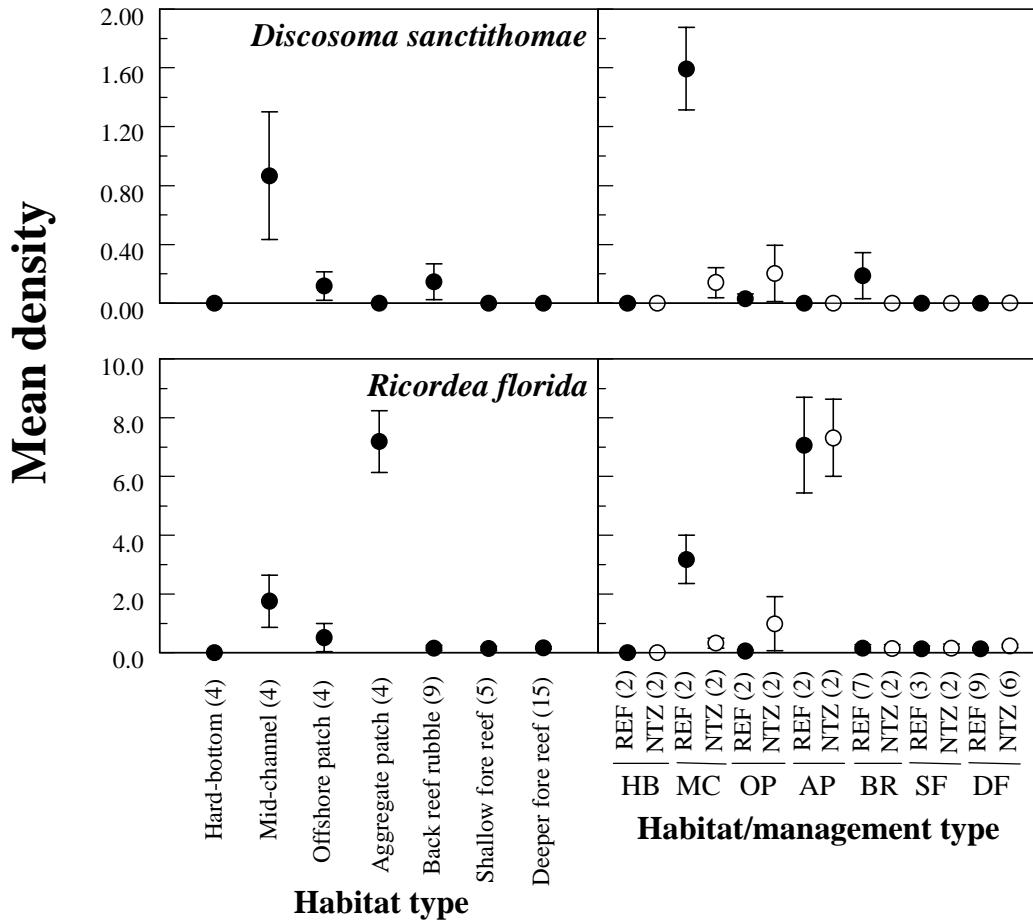 Mean density
2.00
1.60
1.20
0.80
0.40
0.00
Discosoma sanctithomae
10.0
8.0
6.0
4.0
2.0
0.0
Ricordea florida
Hard-bottom (4)
Mid-channel (4)
Offshore patch (4)
Aggregate patch (4)
Back reef rubble (9)
Shallow fore reef (5)
Deeper fore reef (15)
Habitat type
REF (2)
NTZ (2)
REF (2)
NTZ (2)
REF (2)
NTZ (2)
REF (2)
NTZ (2)
REF (7)
NTZ (2)
REF (3)
NTZ (2)
REF (9)
NTZ (6)
HB MC OP AP BR SF DF
Habitat/management type